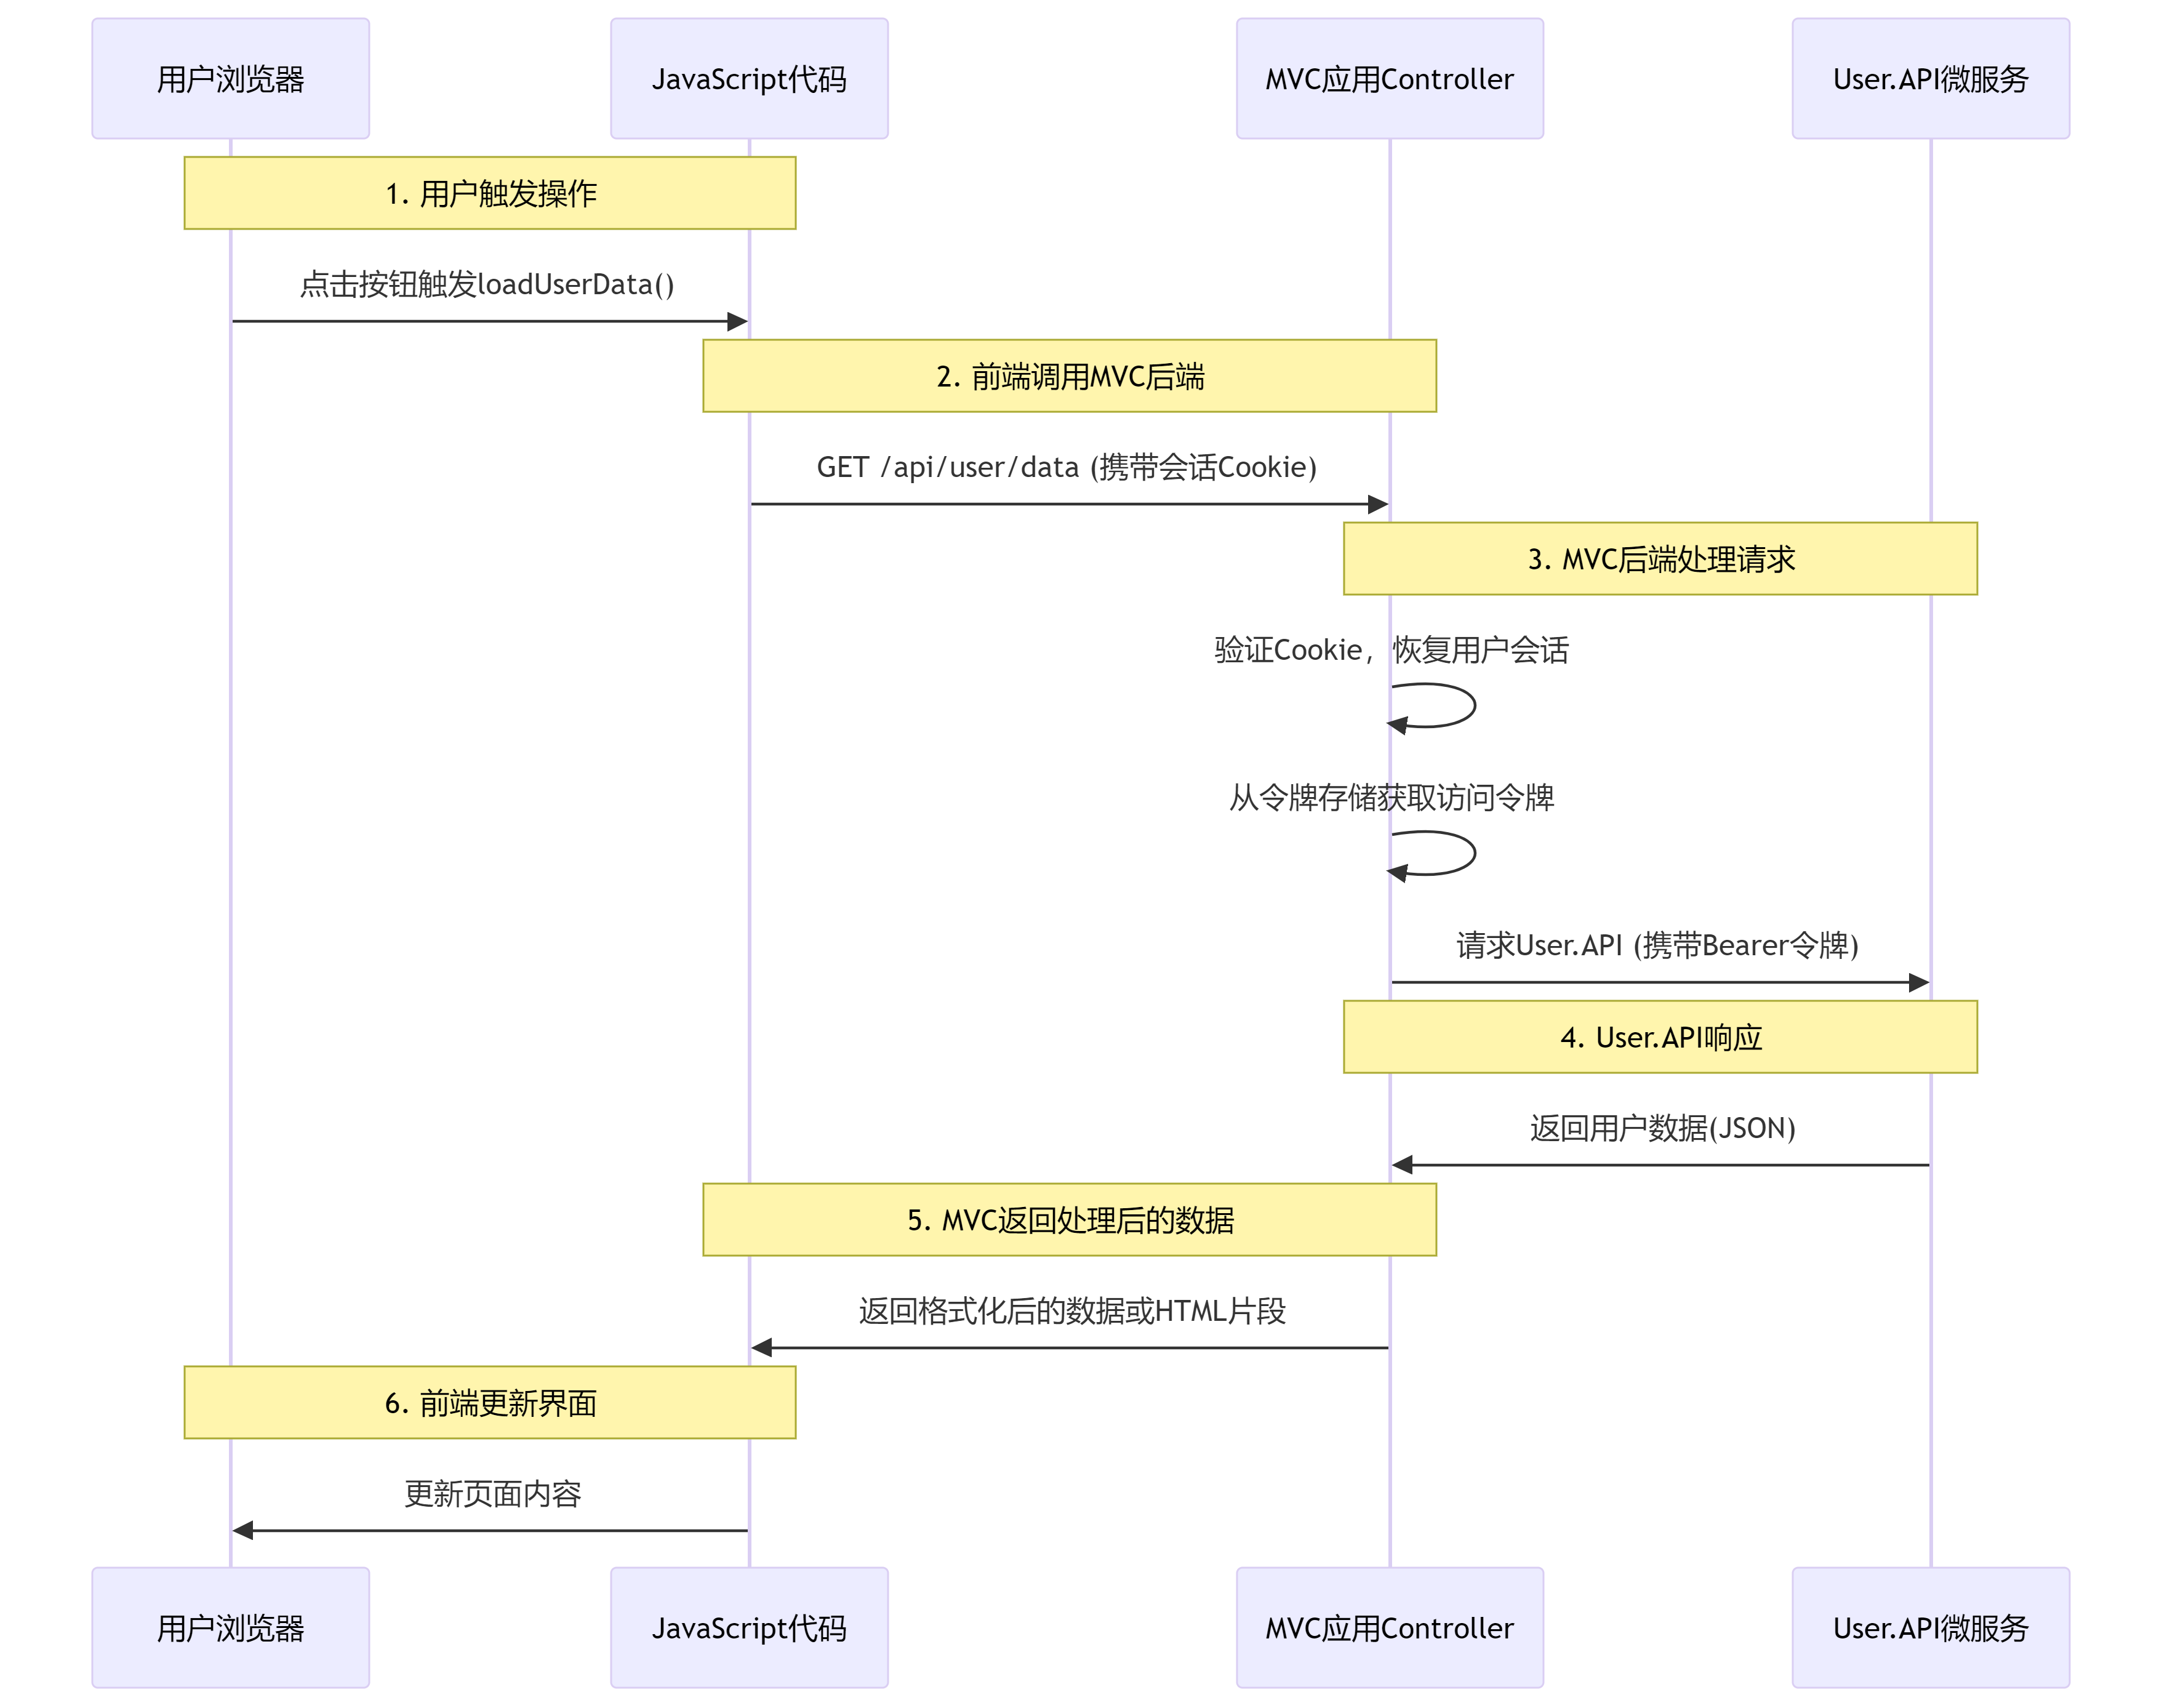 用户浏览器
JavaScript代码
MVC应用Controller
User.API微服务
1. 用户触发操作
点击按钮触发loadUserData()
2. 前端调用MVC后端
GET /api/user/data (携带会话Cookie)
3. MVC后端处理请求
验证Cookie，恢复用户会话
从令牌存储获取访问令牌
请求User.API (携带Bearer令牌)
4. User.API响应
返回用户数据(JSON)
5. MVC返回处理后的数据
返回格式化后的数据或HTML片段
6. 前端更新界面
更新页面内容
用户浏览器
JavaScript代码
MVC应用Controller
User.API微服务